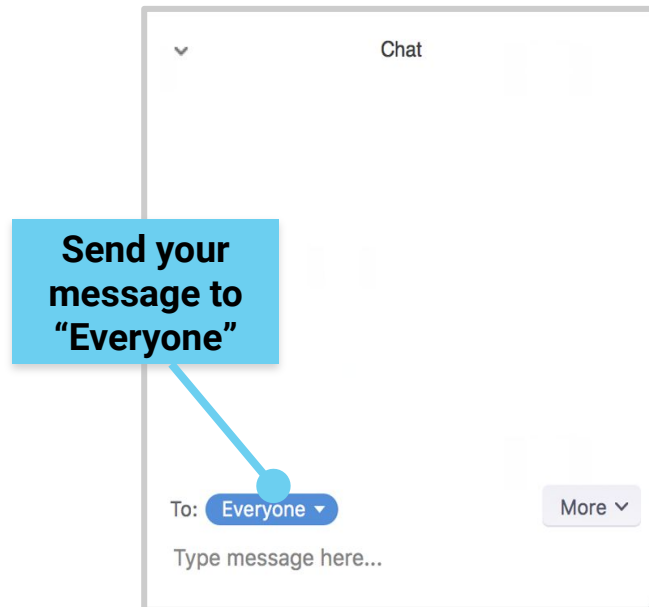 Chat
Send your
message to
“Everyone”
To: Everyone
More
Type message here...